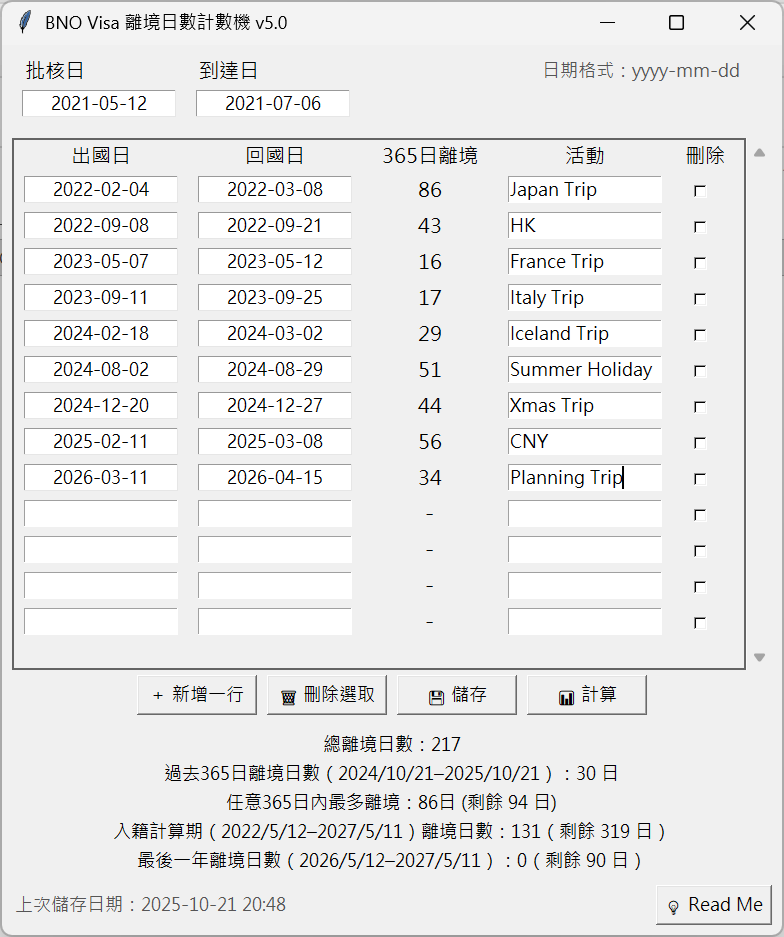 BNO Visa 離境日數計數機 v5.0
批核日 到達日 日期格式：yyyy-mm-dd
2021-05-12 2021-07-06
出國日 回國日 365日離境 活動 刪除
2022-02-04 2022-03-08 86 Japan Trip
2022-09-08 2022-09-21 43 HK
2023-05-07 2023-05-12 16 France Trip
2023-09-11 2023-09-25 17 Italy Trip
2024-02-18 2024-03-02 29 Iceland Trip
2024-08-02 2024-08-29 51 Summer Holiday
2024-12-20 2024-12-27 44 Xmas Trip
2025-02-11 2025-03-08 56 CNY
2026-03-11 2026-04-15 34 Planning Trip
-
-
-
-
+ 新增一行 刪除選取 儲存 計算
總離境日數：217
過去365日離境日數（2024/10/21–2025/10/21）：30 日
任意365日內最多離境：86日 (剩餘 94 日)
入籍計算期（2022/5/12–2027/5/11）離境日數：131（剩餘 319 日）
最後一年離境日數（2026/5/12–2027/5/11）：0（剩餘 90 日）
上次儲存日期：2025-10-21 20:48 Read Me